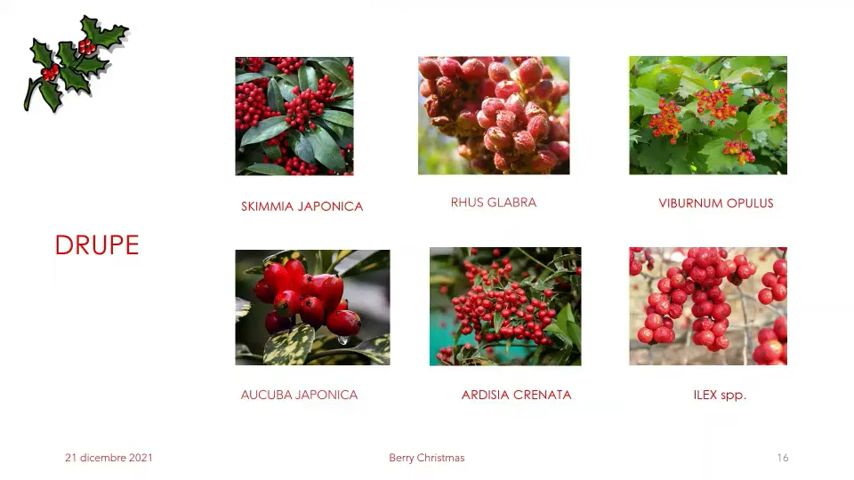 SKIMMIA JAPONICA
RHUS GLABRA
VIBURNUM OPULUS
DRUPE
AUCUBA JAPONICA
ARDISIA CRENATA
ILEX spp.
21 dicembre 2021
Berry Christmas
16